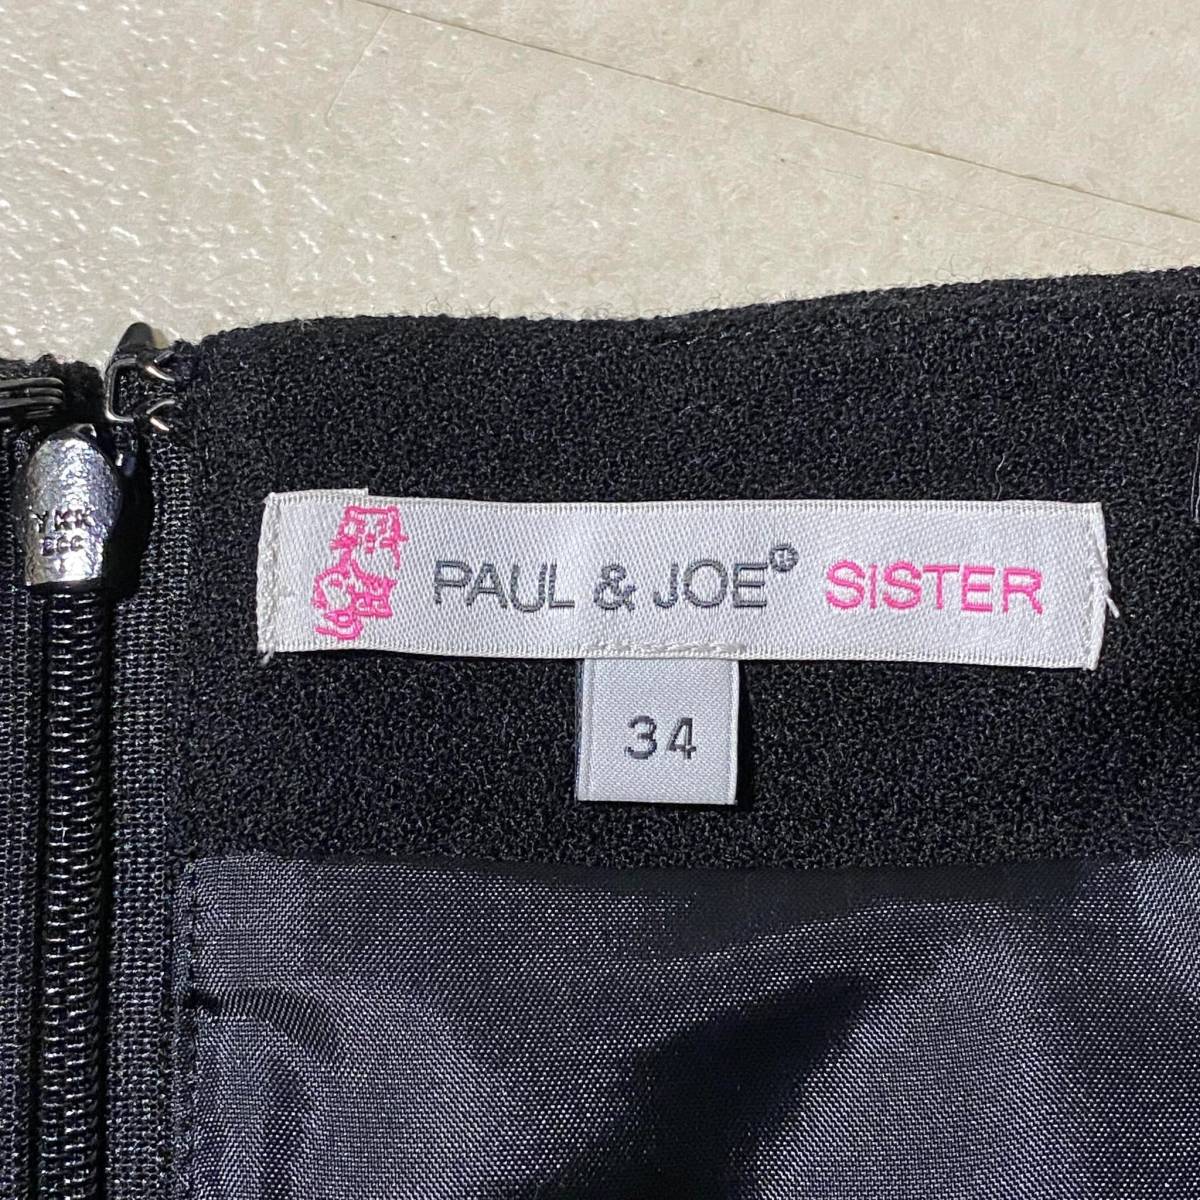 PAUL & JOE SISTER
34
YKK